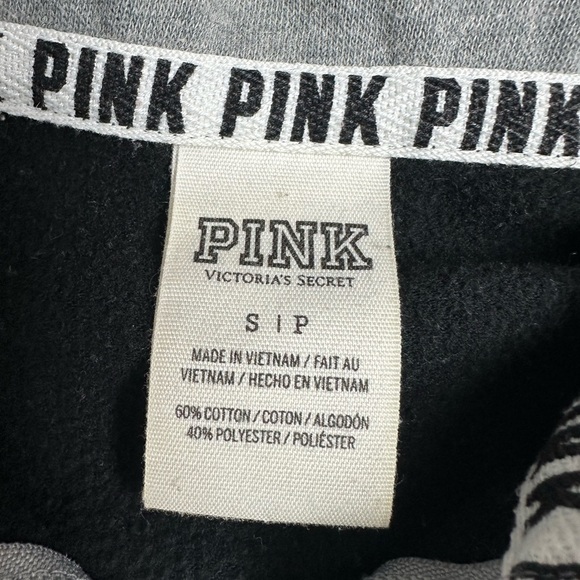 PINK PINK PINK
PINK
VICTORIA'S SECRET
S | P
MADE IN VIETNAM / FAIT AU
VIETNAM / HECHO EN VIETNAM
60% COTTON / COTON / ALGODÓN
40% POLYESTER / POLIÉSTER